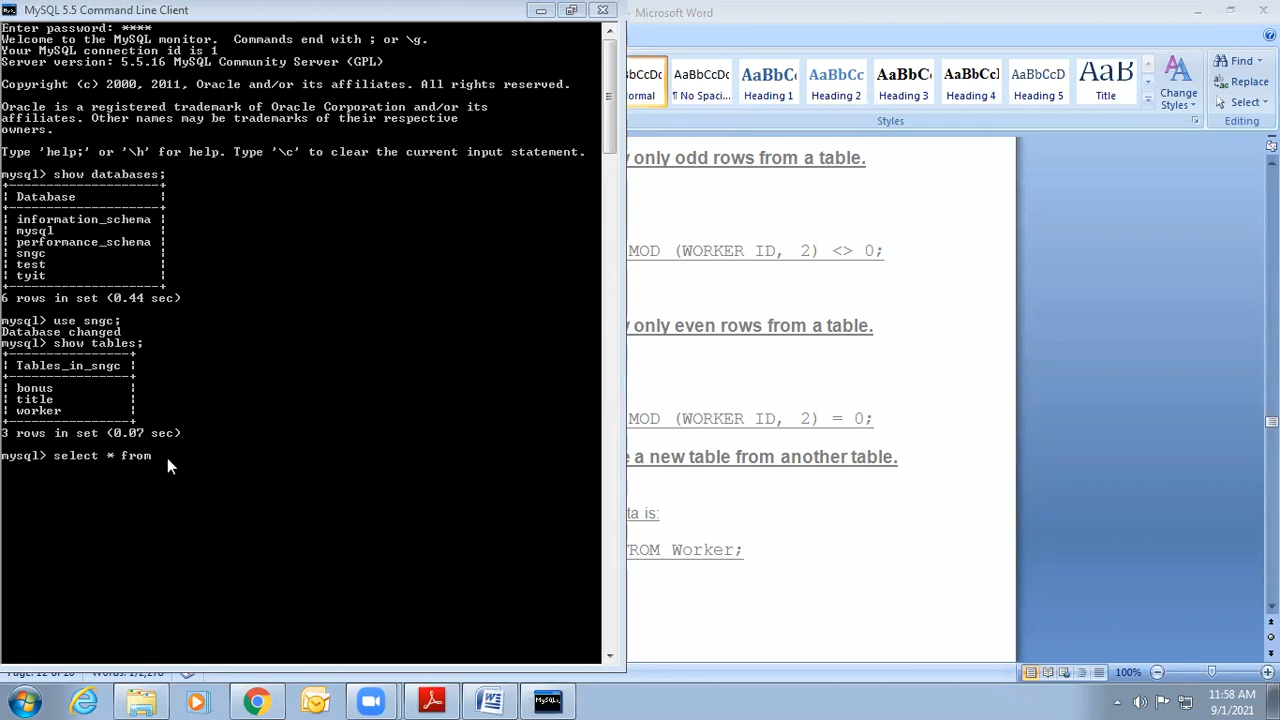 MySQL 5.5 Command Line Client
Enter password: ****
Welcome to the MySQL monitor.  Commands end with ; or \g.
Your MySQL connection id is 1
Server version: 5.5.16 MySQL Community Server (GPL)
Copyright (c) 2000, 2011, Oracle and/or its affiliates. All rights reserved.
Oracle is a registered trademark of Oracle Corporation and/or its
affiliates. Other names may be trademarks of their respective
owners.
Type 'help;' or '\h' for help. Type '\c' to clear the current input statement.
mysql> show databases;
+--------------------+
| Database           |
+--------------------+
| information_schema |
| mysql              |
| performance_schema |
| sngc               |
| test               |
| tyit               |
+--------------------+
6 rows in set (0.44 sec)
mysql> use sngc;
Database changed
mysql> show tables;
+----------------+
| Tables_in_sngc |
+----------------+
| bonus          |
| title          |
| worker         |
+----------------+
3 rows in set (0.07 sec)
mysql> select * from
- Microsoft Word
AaBbCcDc AaBbC AaBbCc AaBbCc AaBbCcI AaBbCcD AaB
¶ No Spaci... Heading 1 Heading 2 Heading 3 Heading 4 Heading 5 Title
Change Styles
Styles
Find
Replace
Select
Editing
only odd rows from a table.
MOD (WORKER ID, 2) <> 0;
only even rows from a table.
MOD (WORKER ID, 2) = 0;
a new table from another table.
is:
Worker;
100%
11:58 AM
9/1/2021